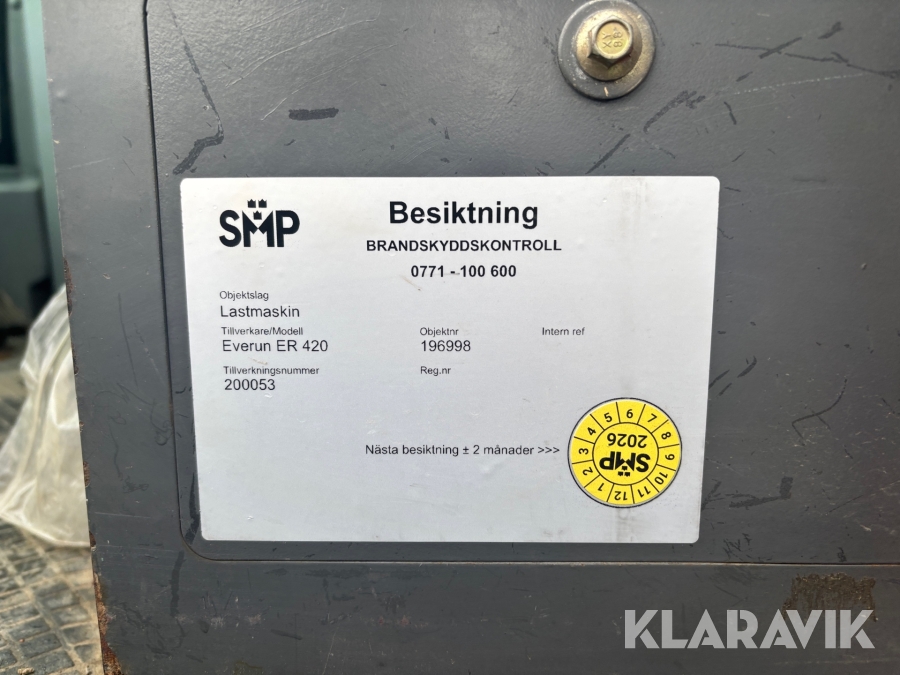 SMP
Besiktning
BRANDSKYDDSKONTROLL
0771 - 100 600
Objektslag
Lastmaskin
Tillverkare/Modell Objektnr Intern ref
Everun ER 420 196998
Tillverkningsnummer Reg.nr
200053
Nästa besiktning ± 2 månader >>>
1 2 3 4 5 6 7 8 9 10 11 12
2026
SMP
KLARAVIK